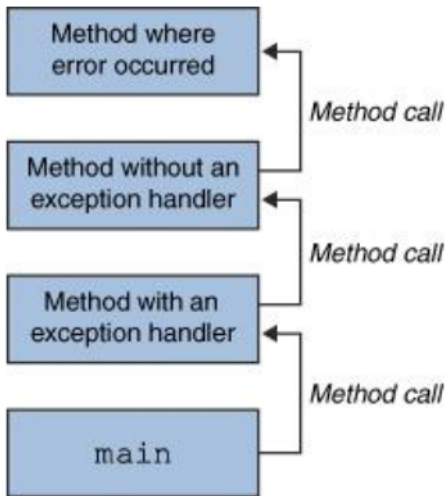 Method where
error occurred
Method call
Method without an
exception handler
Method call
Method with an
exception handler
Method call
main